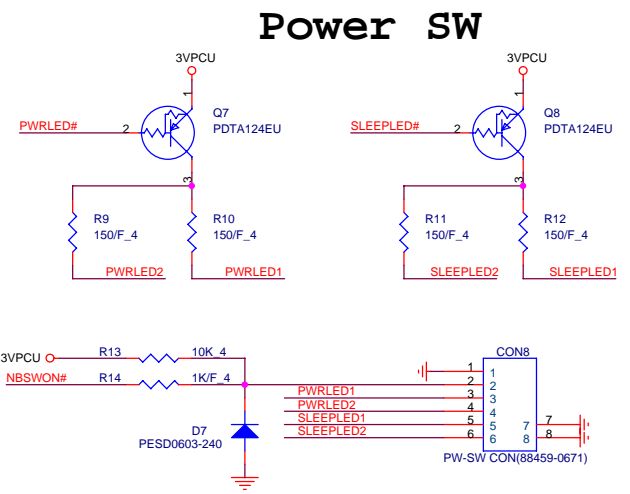 Power SW
3VPCU
3VPCU
1
1
Q7
PDTA124EU
Q8
PDTA124EU
PWRLED#
2
SLEEPLED#
2
3
3
R9
150/F_4
R10
150/F_4
R11
150/F_4
R12
150/F_4
PWRLED2
PWRLED1
SLEEPLED2
SLEEPLED1
3VPCU
R13
10K_4
NBSWON#
R14
1K/F_4
D7
PESD0603-240
CON8
1
1
2
2
PWRLED1
3
3
PWRLED2
4
4
SLEEPLED1
5
5
7
7
SLEEPLED2
6
6
8
8
PW-SW CON(88459-0671)